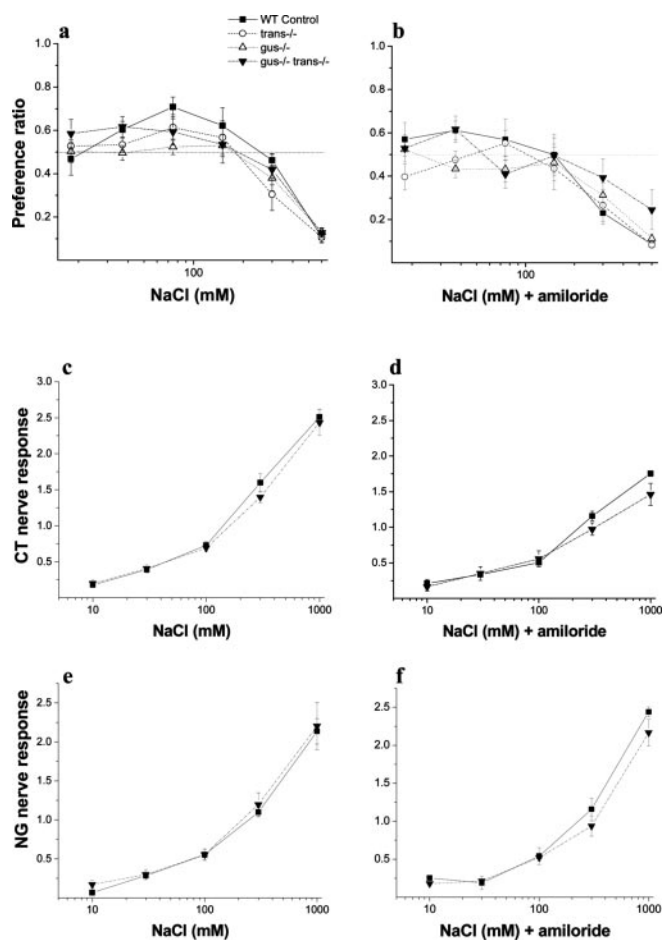 a
WT Control
trans-/-
gus-/-
gus-/- trans-/-
b
Preference ratio
1.0
0.8
0.6
0.4
0.2
100
NaCl (mM)
1.0
0.8
0.6
0.4
0.2
100
NaCl (mM) + amiloride
c
CT nerve response
3.0
2.5
2.0
1.5
1.0
0.5
10
100
1000
NaCl (mM)
d
3.0
2.5
2.0
1.5
1.0
0.5
10
100
1000
NaCl (mM) + amiloride
e
NG nerve response
2.5
2.0
1.5
1.0
0.5
10
100
1000
NaCl (mM)
f
2.5
2.0
1.5
1.0
0.5
10
100
1000
NaCl (mM) + amiloride